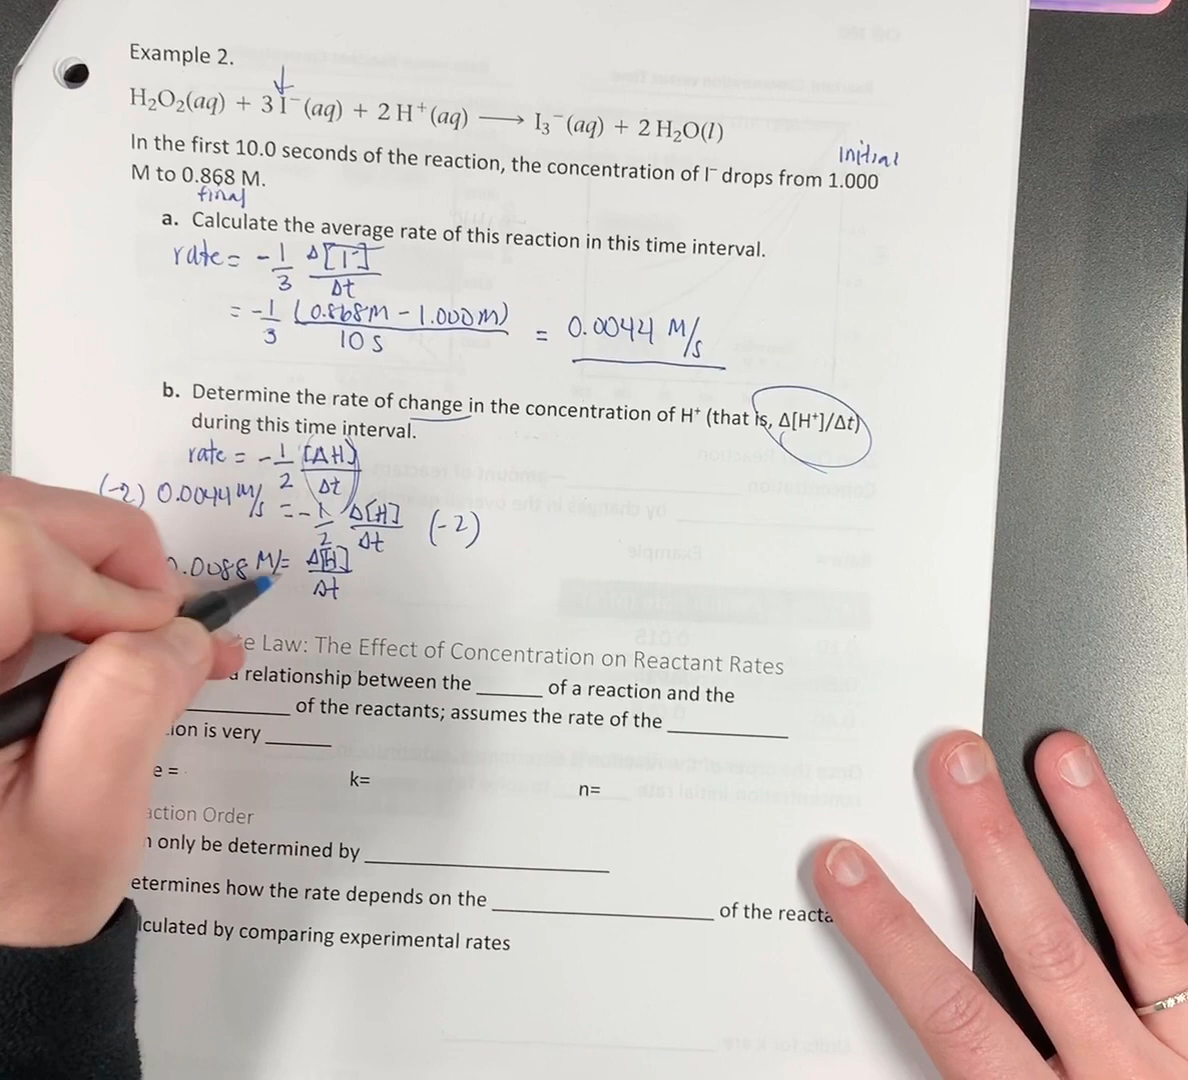 Example 2.
H₂O₂(aq) + 3 I⁻(aq) + 2 H⁺(aq) ⟶ I₃⁻(aq) + 2 H₂O(l)
Initial
In the first 10.0 seconds of the reaction, the concentration of I⁻ drops from 1.000
M to 0.868 M.
final
a. Calculate the average rate of this reaction in this time interval.
rate = -1/3 Δ[I⁻]/Δt
= -1/3 (0.868M - 1.000M)/10 s = 0.0044 M/s
b. Determine the rate of change in the concentration of H⁺ (that is, Δ[H⁺]/Δt)
during this time interval.
rate = -1/2 [ΔH]/Δt
(-2) 0.0044 M/s = -1/2 Δ[H]/Δt (-2)
.0088 M/= Δ[H]/Δt
e Law: The Effect of Concentration on Reactant Rates
relationship between the ______ of a reaction and the
__________ of the reactants; assumes the rate of the ____________
ion is very ______
e = k= n=
action Order
only be determined by ______________________
etermines how the rate depends on the ____________________ of the reacta
lculated by comparing experimental rates